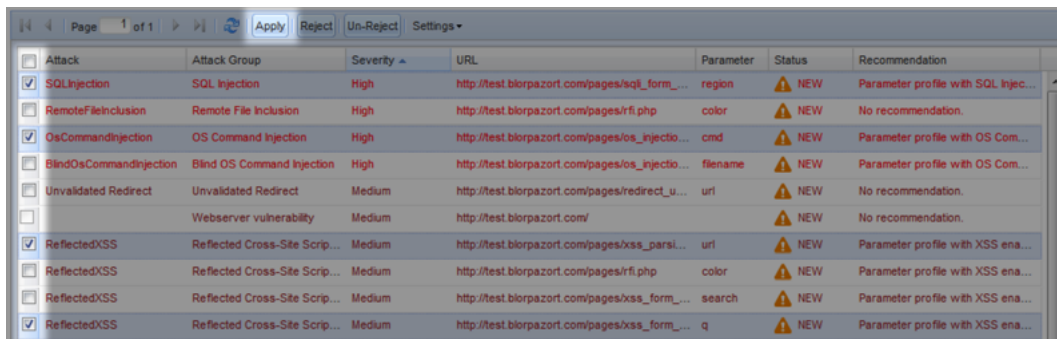 Page 1 of 1 Apply Reject Un-Reject Settings
Attack Attack Group Severity URL Parameter Status Recommendation
SQLInjection SQL Injection High http://test.blorpazort.com/pages/sqli_form_... region NEW Parameter profile with SQL Injec...
RemoteFileInclusion Remote File Inclusion High http://test.blorpazort.com/pages/rfi.php color NEW No recommendation.
OsCommandInjection OS Command Injection High http://test.blorpazort.com/pages/os_injectio... cmd NEW Parameter profile with OS Com...
BlindOsCommandInjection Blind OS Command Injection High http://test.blorpazort.com/pages/os_injectio... filename NEW Parameter profile with OS Com...
Unvalidated Redirect Unvalidated Redirect Medium http://test.blorpazort.com/pages/redirect_u... url NEW No recommendation.
Webserver vulnerability Medium http://test.blorpazort.com/ NEW No recommendation.
ReflectedXSS Reflected Cross-Site Scrip... Medium http://test.blorpazort.com/pages/xss_parsi... url NEW Parameter profile with XSS ena...
ReflectedXSS Reflected Cross-Site Scrip... Medium http://test.blorpazort.com/pages/rfi.php color NEW Parameter profile with XSS ena...
ReflectedXSS Reflected Cross-Site Scrip... Medium http://test.blorpazort.com/pages/xss_form_... search NEW Parameter profile with XSS ena...
ReflectedXSS Reflected Cross-Site Scrip... Medium http://test.blorpazort.com/pages/xss_form_... q NEW Parameter profile with XSS ena...